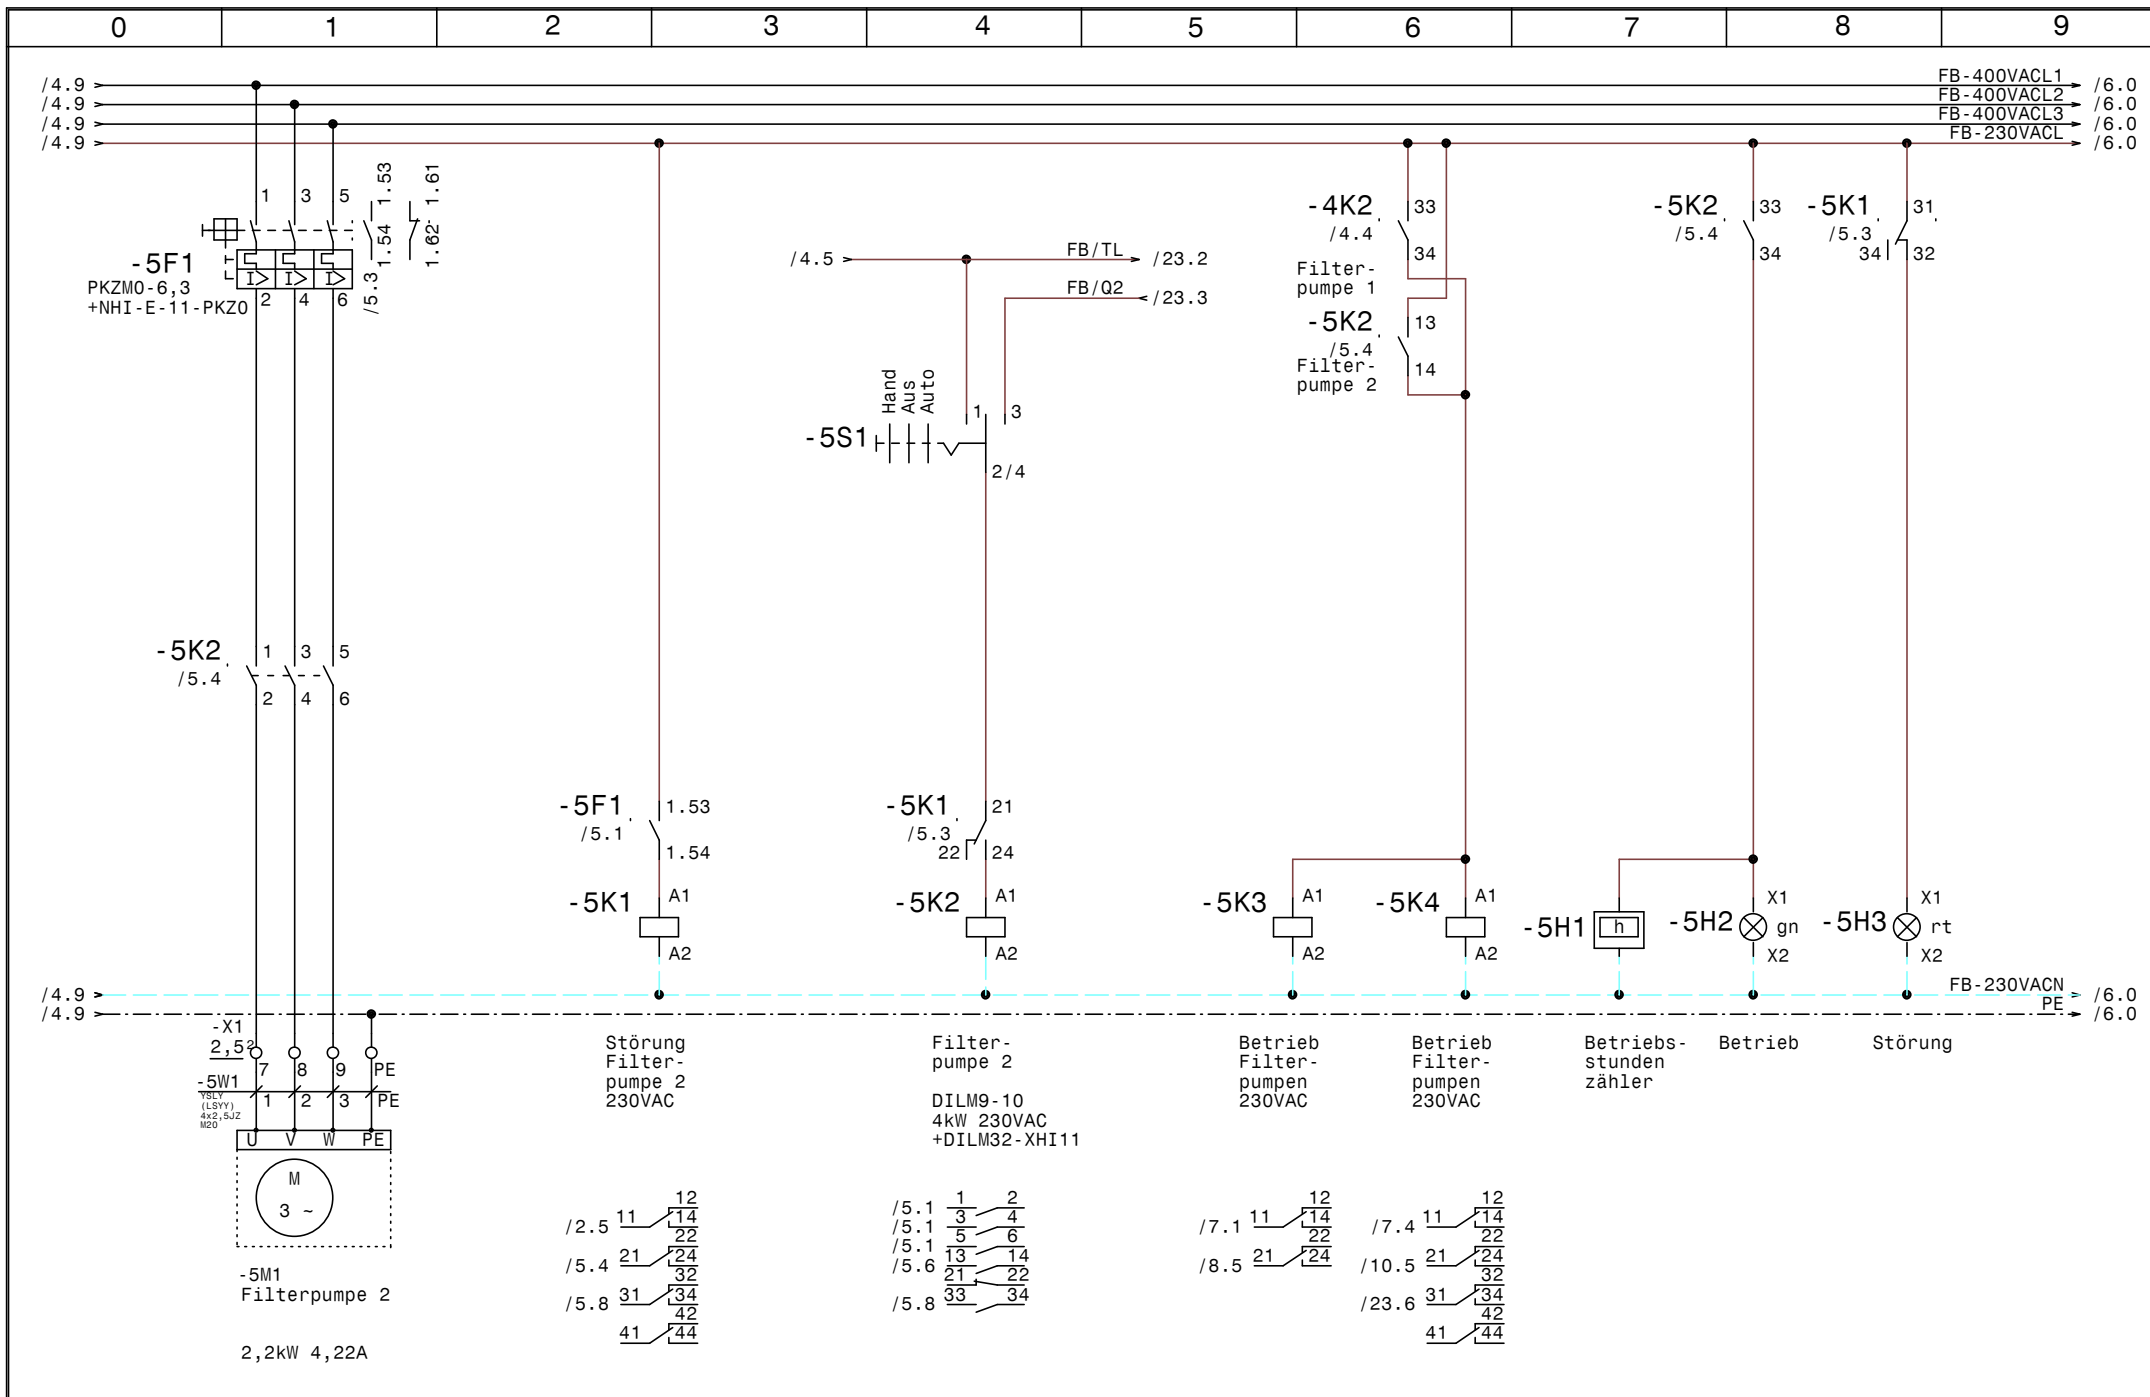 0 1 2 3 4 5 6 7 8 9
/4.9 FB-400VACL1 /6.0
/4.9 FB-400VACL2 /6.0
/4.9 FB-400VACL3 /6.0
/4.9 FB-230VACL /6.0
1 3 5 1.53 1.61
1.54 1.62
-5F1
PKZM0-6,3
+NHI-E-11-PKZ0
I> I> I>
2 4 6 /5.3
/4.5 FB/TL /23.2
FB/Q2 /23.3
-4K2 33
/4.4 34
Filter-
pumpe 1
-5K2 13
/5.4 14
Filter-
pumpe 2
-5K2 33
/5.4 34
-5K1 31
/5.3 34 32
Hand
Aus
Auto
-5S1 1 3
2/4
-5K2 1 3 5
/5.4 2 4 6
-5F1 1.53
/5.1 1.54
-5K1 21
/5.3 22 24
-5K1 A1
A2
-5K2 A1
A2
-5K3 A1
A2
-5K4 A1
A2
-5H1 h
-5H2 X1
gn
X2
-5H3 X1
rt
X2
/4.9 FB-230VACN /6.0
/4.9 PE /6.0
-X1
2,5²
7 8 9 PE
-5W1
YSLY
(LSYY)
4x2,5JZ
M20
1 2 3 PE
U V W PE
M
3 ~
-5M1
Filterpumpe 2
2,2kW 4,22A
Störung
Filter-
pumpe 2
230VAC
Filter-
pumpe 2
DILM9-10
4kW 230VAC
+DILM32-XHI11
Betrieb
Filter-
pumpen
230VAC
Betrieb
Filter-
pumpen
230VAC
Betriebs-
stunden
zähler
Betrieb
Störung
12
/2.5 11 14
22
/5.4 21 24
32
/5.8 31 34
42
41 44
/5.1 1 2
/5.1 3 4
/5.1 5 6
/5.6 13 14
21 22
/5.8 33 34
12
/7.1 11 14
22
/8.5 21 24
12
/7.4 11 14
22
/10.5 21 24
32
/23.6 31 34
42
41 44